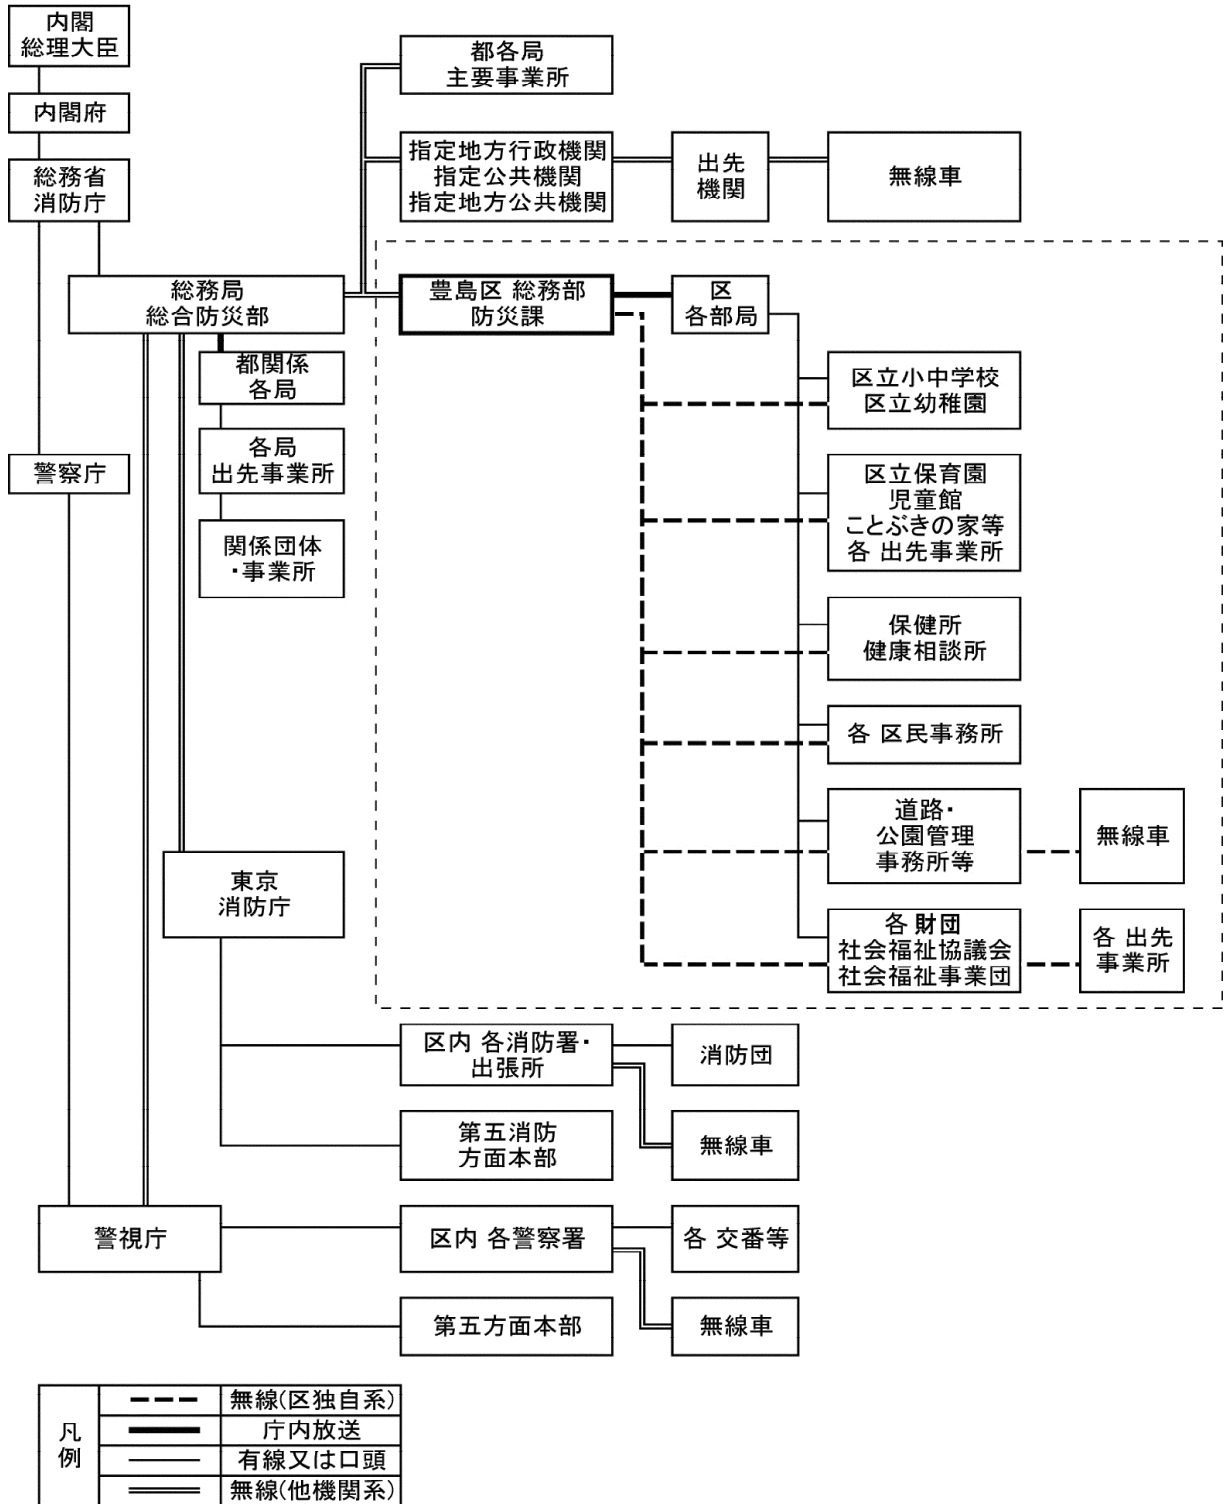 内閣
総理大臣
内閣府
総務省
消防庁
都各局
主要事業所
指定地方行政機関
指定公共機関
指定地方公共機関
出先
機関
無線車
総務局
総合防災部
豊島区 総務部
防災課
区
各部局
都関係
各局
各局
出先事業所
関係団体
・事業所
警察庁
区立小中学校
区立幼稚園
区立保育園
児童館
ことぶきの家等
各 出先事業所
保健所
健康相談所
各 区民事務所
道路・
公園管理
事務所等
無線車
各 財団
社会福祉協議会
社会福祉事業団
各 出先
事業所
東京
消防庁
区内 各消防署・
出張所
消防団
第五消防
方面本部
無線車
警視庁
区内 各警察署
各 交番等
第五方面本部
無線車
凡
例
無線(区独自系)
庁内放送
有線又は口頭
無線(他機関系)